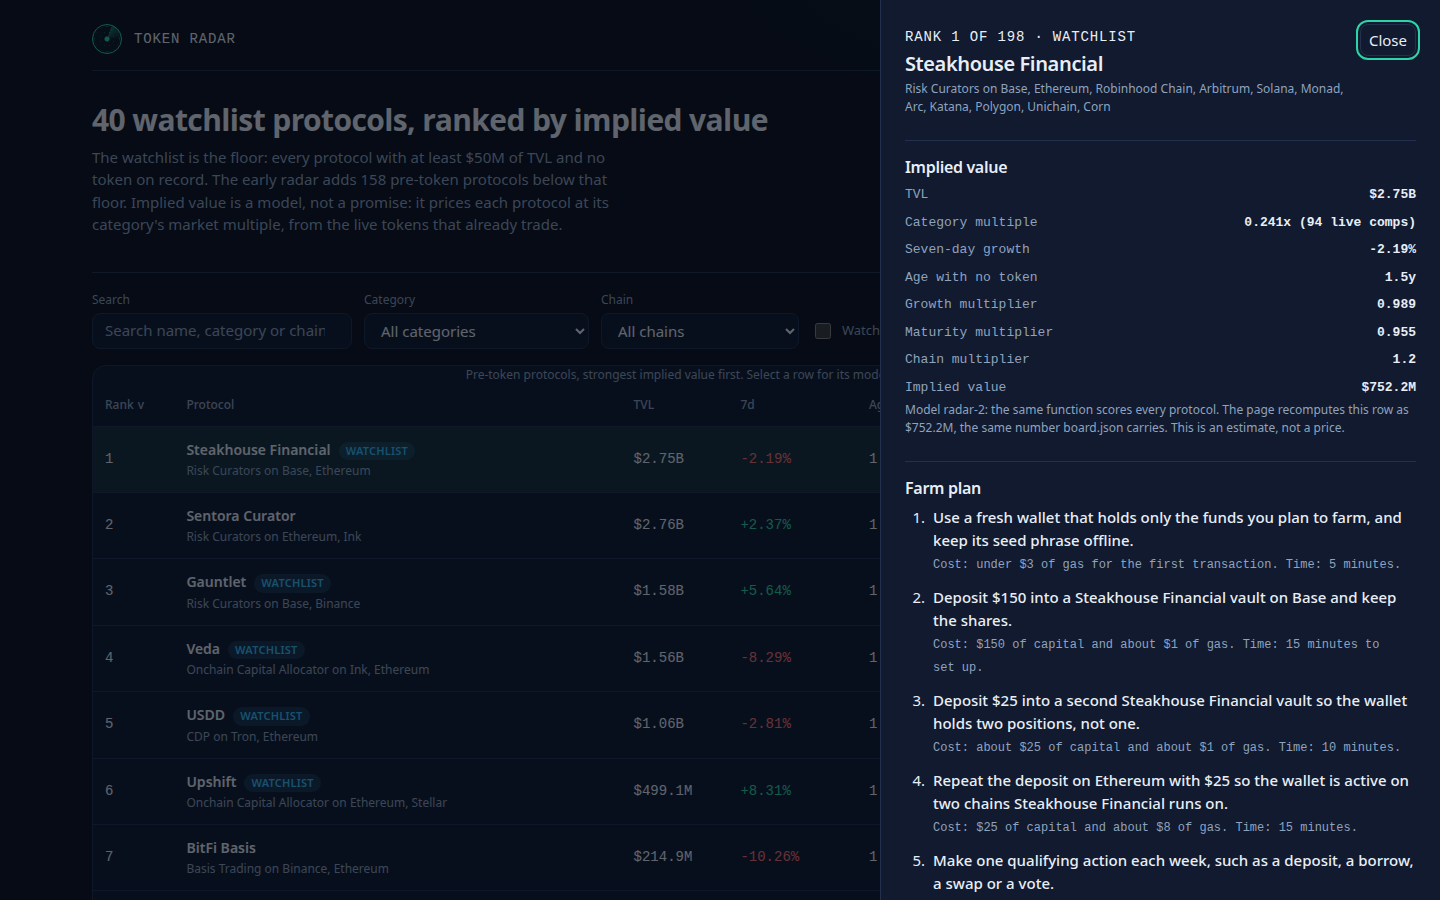 TOKEN RADAR
40 watchlist protocols, ranked by implied value
The watchlist is the floor: every protocol with at least $50M of TVL and no
token on record. The early radar adds 158 pre-token protocols below that
floor. Implied value is a model, not a promise: it prices each protocol at its
category's market multiple, from the live tokens that already trade.
Search
Category
Chain
Search name, category or chain
All categories
All chains
Watch
Pre-token protocols, strongest implied value first. Select a row for its mod
Rank v Protocol TVL 7d Ag
1 Steakhouse Financial WATCHLIST $2.75B -2.19% 1
Risk Curators on Base, Ethereum
2 Sentora Curator $2.76B +2.37% 1
Risk Curators on Ethereum, Ink
3 Gauntlet WATCHLIST $1.58B +5.64% 1
Risk Curators on Base, Binance
4 Veda WATCHLIST $1.56B -8.29% 1
Onchain Capital Allocator on Ink, Ethereum
5 USDD WATCHLIST $1.06B -2.81% 1
CDP on Tron, Ethereum
6 Upshift WATCHLIST $499.1M +8.31% 1
Onchain Capital Allocator on Ethereum, Stellar
7 BitFi Basis $214.9M -10.26% 1
Basis Trading on Binance, Ethereum
RANK 1 OF 198 · WATCHLIST
Close
Steakhouse Financial
Risk Curators on Base, Ethereum, Robinhood Chain, Arbitrum, Solana, Monad,
Arc, Katana, Polygon, Unichain, Corn
Implied value
TVL $2.75B
Category multiple 0.241x (94 live comps)
Seven-day growth -2.19%
Age with no token 1.5y
Growth multiplier 0.989
Maturity multiplier 0.955
Chain multiplier 1.2
Implied value $752.2M
Model radar-2: the same function scores every protocol. The page recomputes this row as
$752.2M, the same number board.json carries. This is an estimate, not a price.
Farm plan
1. Use a fresh wallet that holds only the funds you plan to farm, and
keep its seed phrase offline.
Cost: under $3 of gas for the first transaction. Time: 5 minutes.
2. Deposit $150 into a Steakhouse Financial vault on Base and keep
the shares.
Cost: $150 of capital and about $1 of gas. Time: 15 minutes to
set up.
3. Deposit $25 into a second Steakhouse Financial vault so the wallet
holds two positions, not one.
Cost: about $25 of capital and about $1 of gas. Time: 10 minutes.
4. Repeat the deposit on Ethereum with $25 so the wallet is active on
two chains Steakhouse Financial runs on.
Cost: $25 of capital and about $8 of gas. Time: 15 minutes.
5. Make one qualifying action each week, such as a deposit, a borrow,
a swap or a vote.